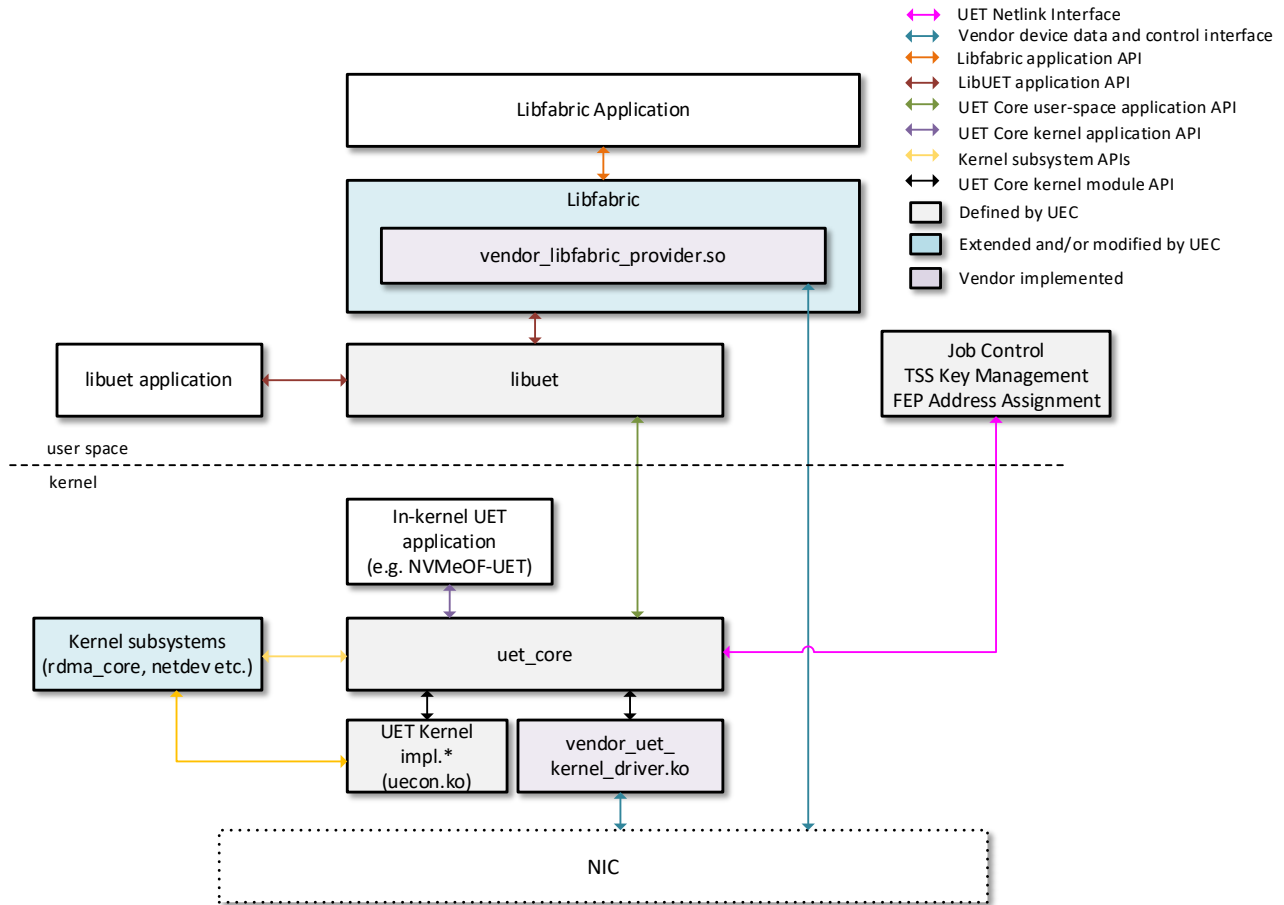 UET Netlink Interface
Vendor device data and control interface
Libfabric application API
LibUET application API
UET Core user-space application API
UET Core kernel application API
Kernel subsystem APIs
UET Core kernel module API
Defined by UEC
Extended and/or modified by UEC
Vendor implemented
Libfabric Application
Libfabric
vendor_libfabric_provider.so
libuet application
libuet
Job Control
TSS Key Management
FEP Address Assignment
user space
kernel
In-kernel UET
application
(e.g. NVMeOF-UET)
Kernel subsystems
(rdma_core, netdev etc.)
uet_core
UET Kernel
impl.*
(uecon.ko)
vendor_uet_
kernel_driver.ko
NIC